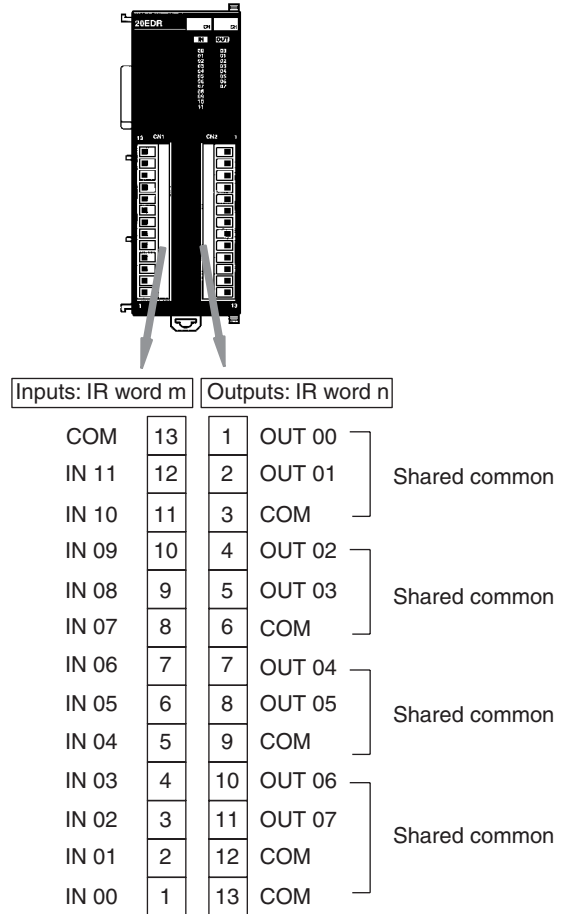 20EDR CH CH
IN OUT
00 00
01 01
02 02
03 03
04 04
05 05
06 06
07 07
08
09
10
11
13 CN1 CN2 1
1 13
Inputs: IR word m Outputs: IR word n
COM 13 1 OUT 00
IN 11 12 2 OUT 01 Shared common
IN 10 11 3 COM
IN 09 10 4 OUT 02
IN 08 9 5 OUT 03 Shared common
IN 07 8 6 COM
IN 06 7 7 OUT 04
IN 05 6 8 OUT 05 Shared common
IN 04 5 9 COM
IN 03 4 10 OUT 06
IN 02 3 11 OUT 07 Shared common
IN 01 2 12 COM
IN 00 1 13 COM